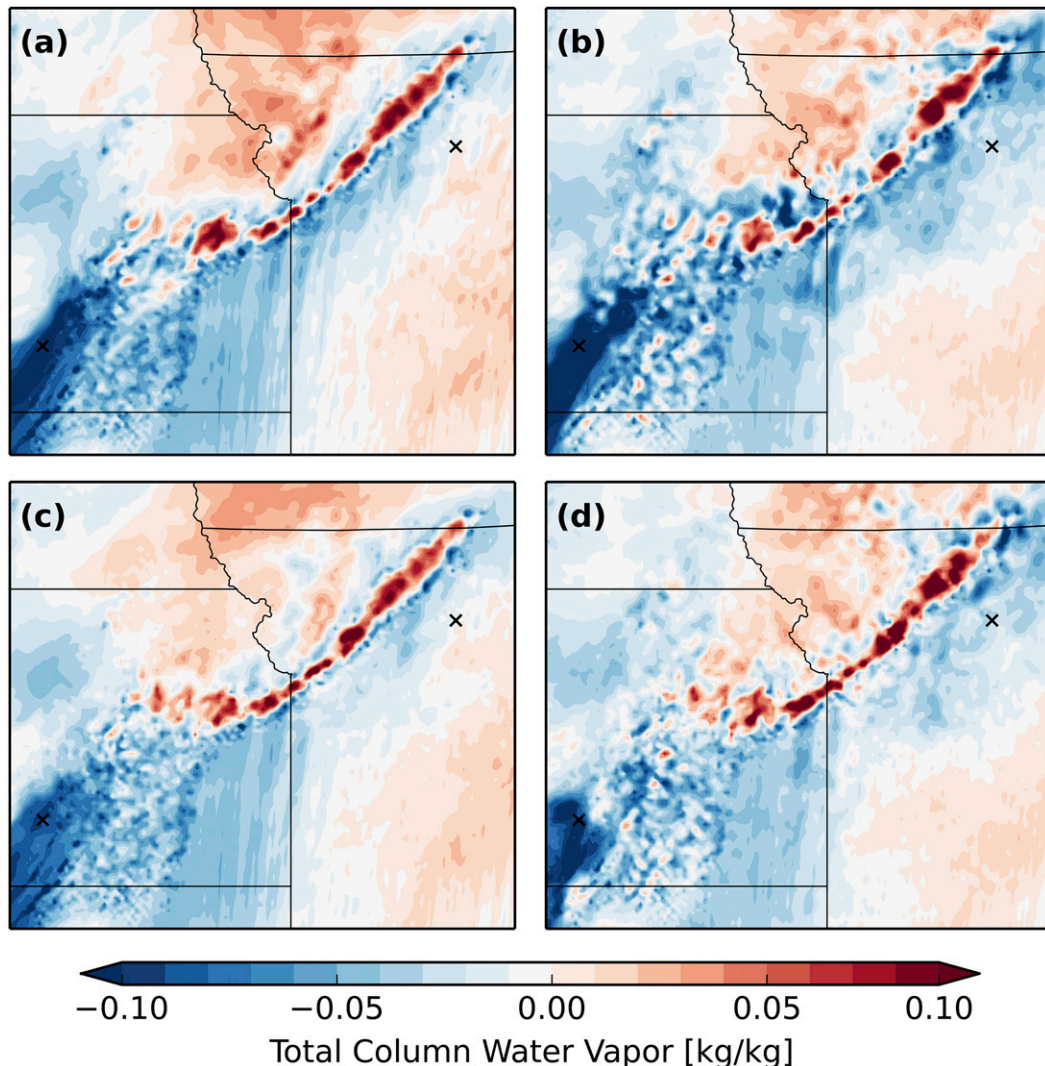 (a)
(b)
(c)
(d)
−0.10 −0.05 0.00 0.05 0.10
Total Column Water Vapor [kg/kg]